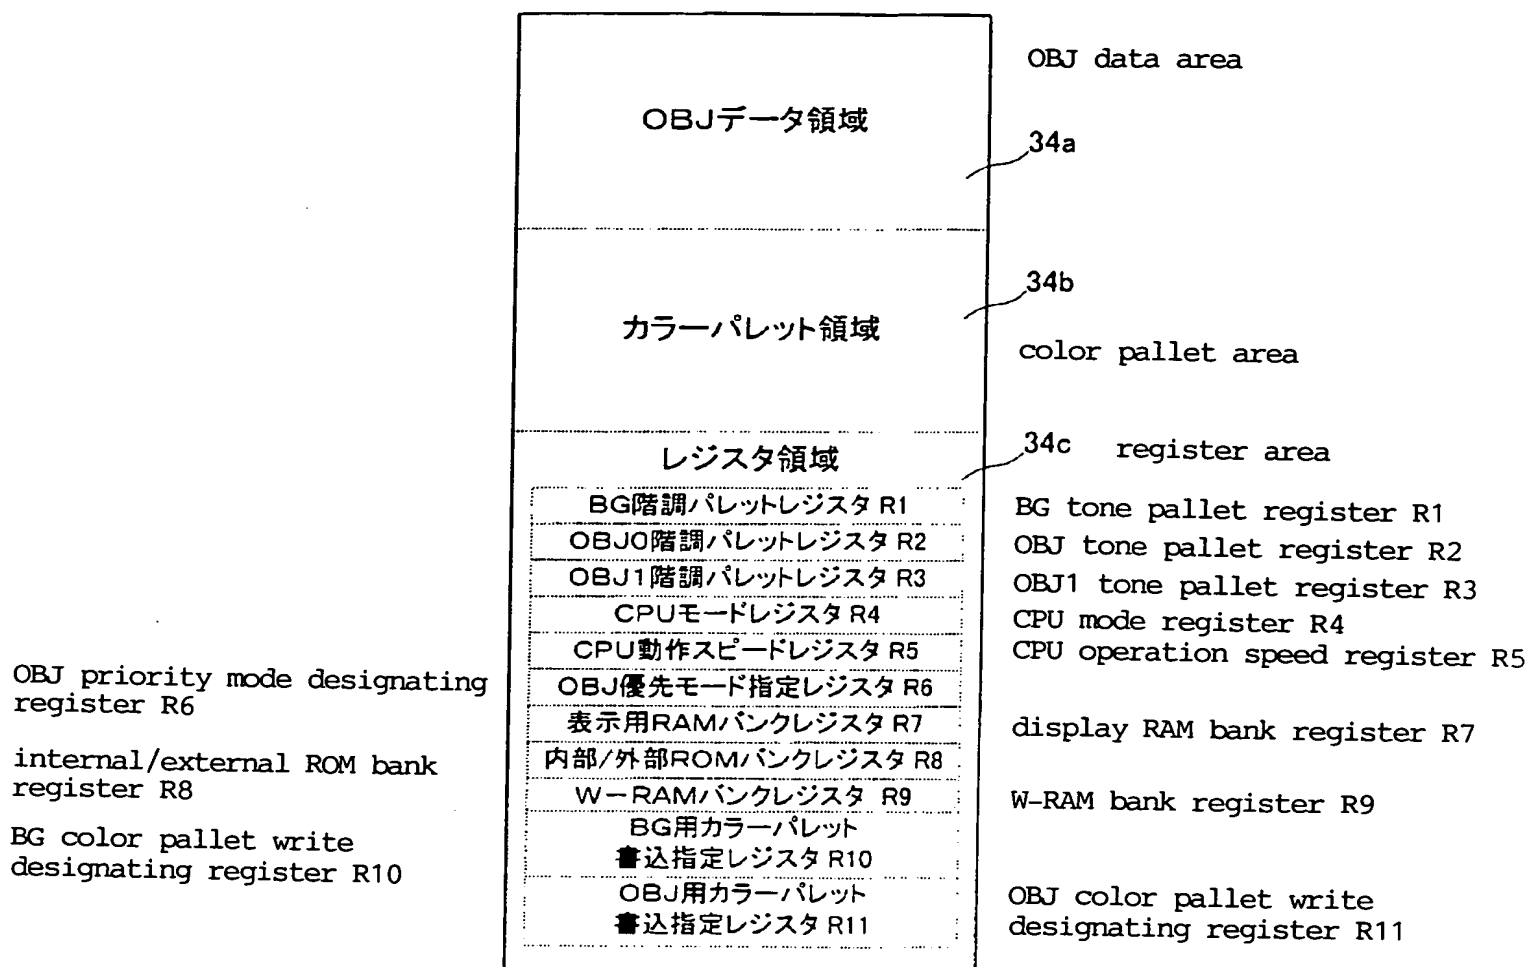 OBJ data area
OBJデータ領域
34a
34b
カラーパレット領域
color pallet area
34c register area
レジスタ領域
BG階調パレットレジスタ R1
BG tone pallet register R1
OBJ0階調パレットレジスタ R2
OBJ tone pallet register R2
OBJ1階調パレットレジスタ R3
OBJ1 tone pallet register R3
CPUモードレジスタ R4
CPU mode register R4
CPU動作スピードレジスタ R5
CPU operation speed register R5
OBJ priority mode designating
register R6
OBJ優先モード指定レジスタ R6
表示用RAMバンクレジスタ R7
display RAM bank register R7
internal/external ROM bank
register R8
内部/外部ROMバンクレジスタ R8
W-RAMバンクレジスタ R9
W-RAM bank register R9
BG color pallet write
designating register R10
BG用カラーパレット
書込指定レジスタ R10
OBJ用カラーパレット
書込指定レジスタ R11
OBJ color pallet write
designating register R11